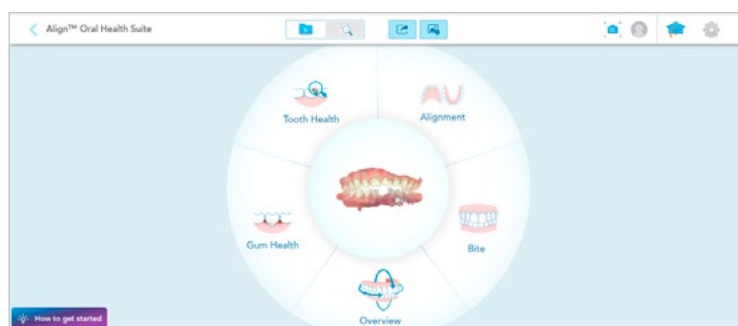 Align™ Oral Health Suite
Tooth Health
Alignment
Gum Health
Bite
Overview
How to get started